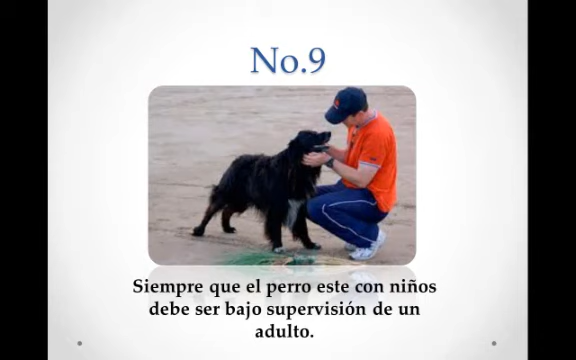 No.9
Siempre que el perro este con niños
debe ser bajo supervisión de un
adulto.